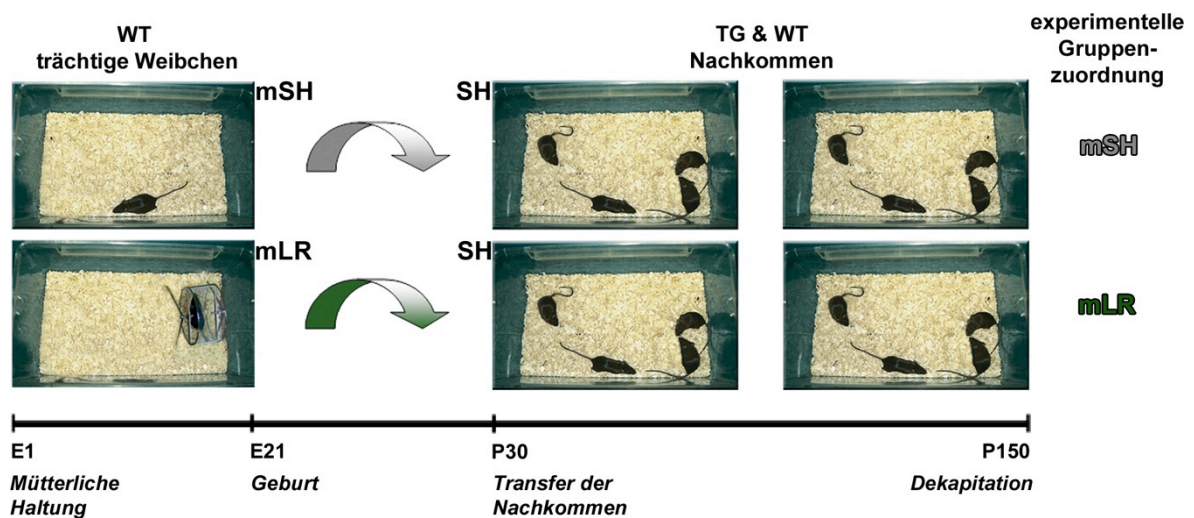 WT
trächtige Weibchen
TG & WT
Nachkommen
experimentelle
Gruppen-
zuordnung
mSH
SH
mSH
mLR
SH
mLR
E1
E21
P30
P150
Mütterliche
Haltung
Geburt
Transfer der
Nachkommen
Dekapitation